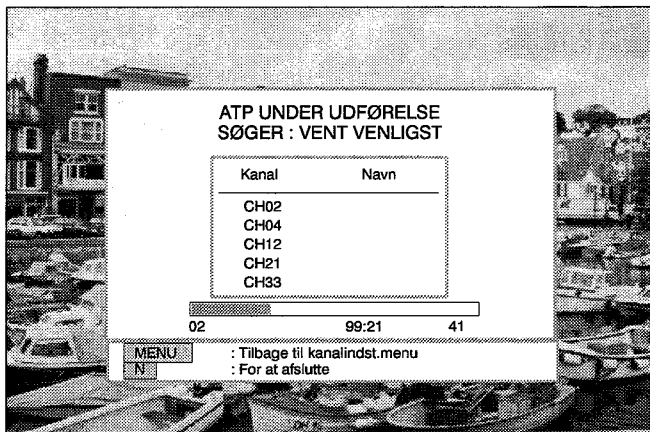 ATP UNDER UDFØRELSE
SØGER : VENT VENLIGST
Kanal Navn
CH02
CH04
CH12
CH21
CH33
02 99:21 41
MENU : Tilbage til kanalindst.menu
N : For at afslutte